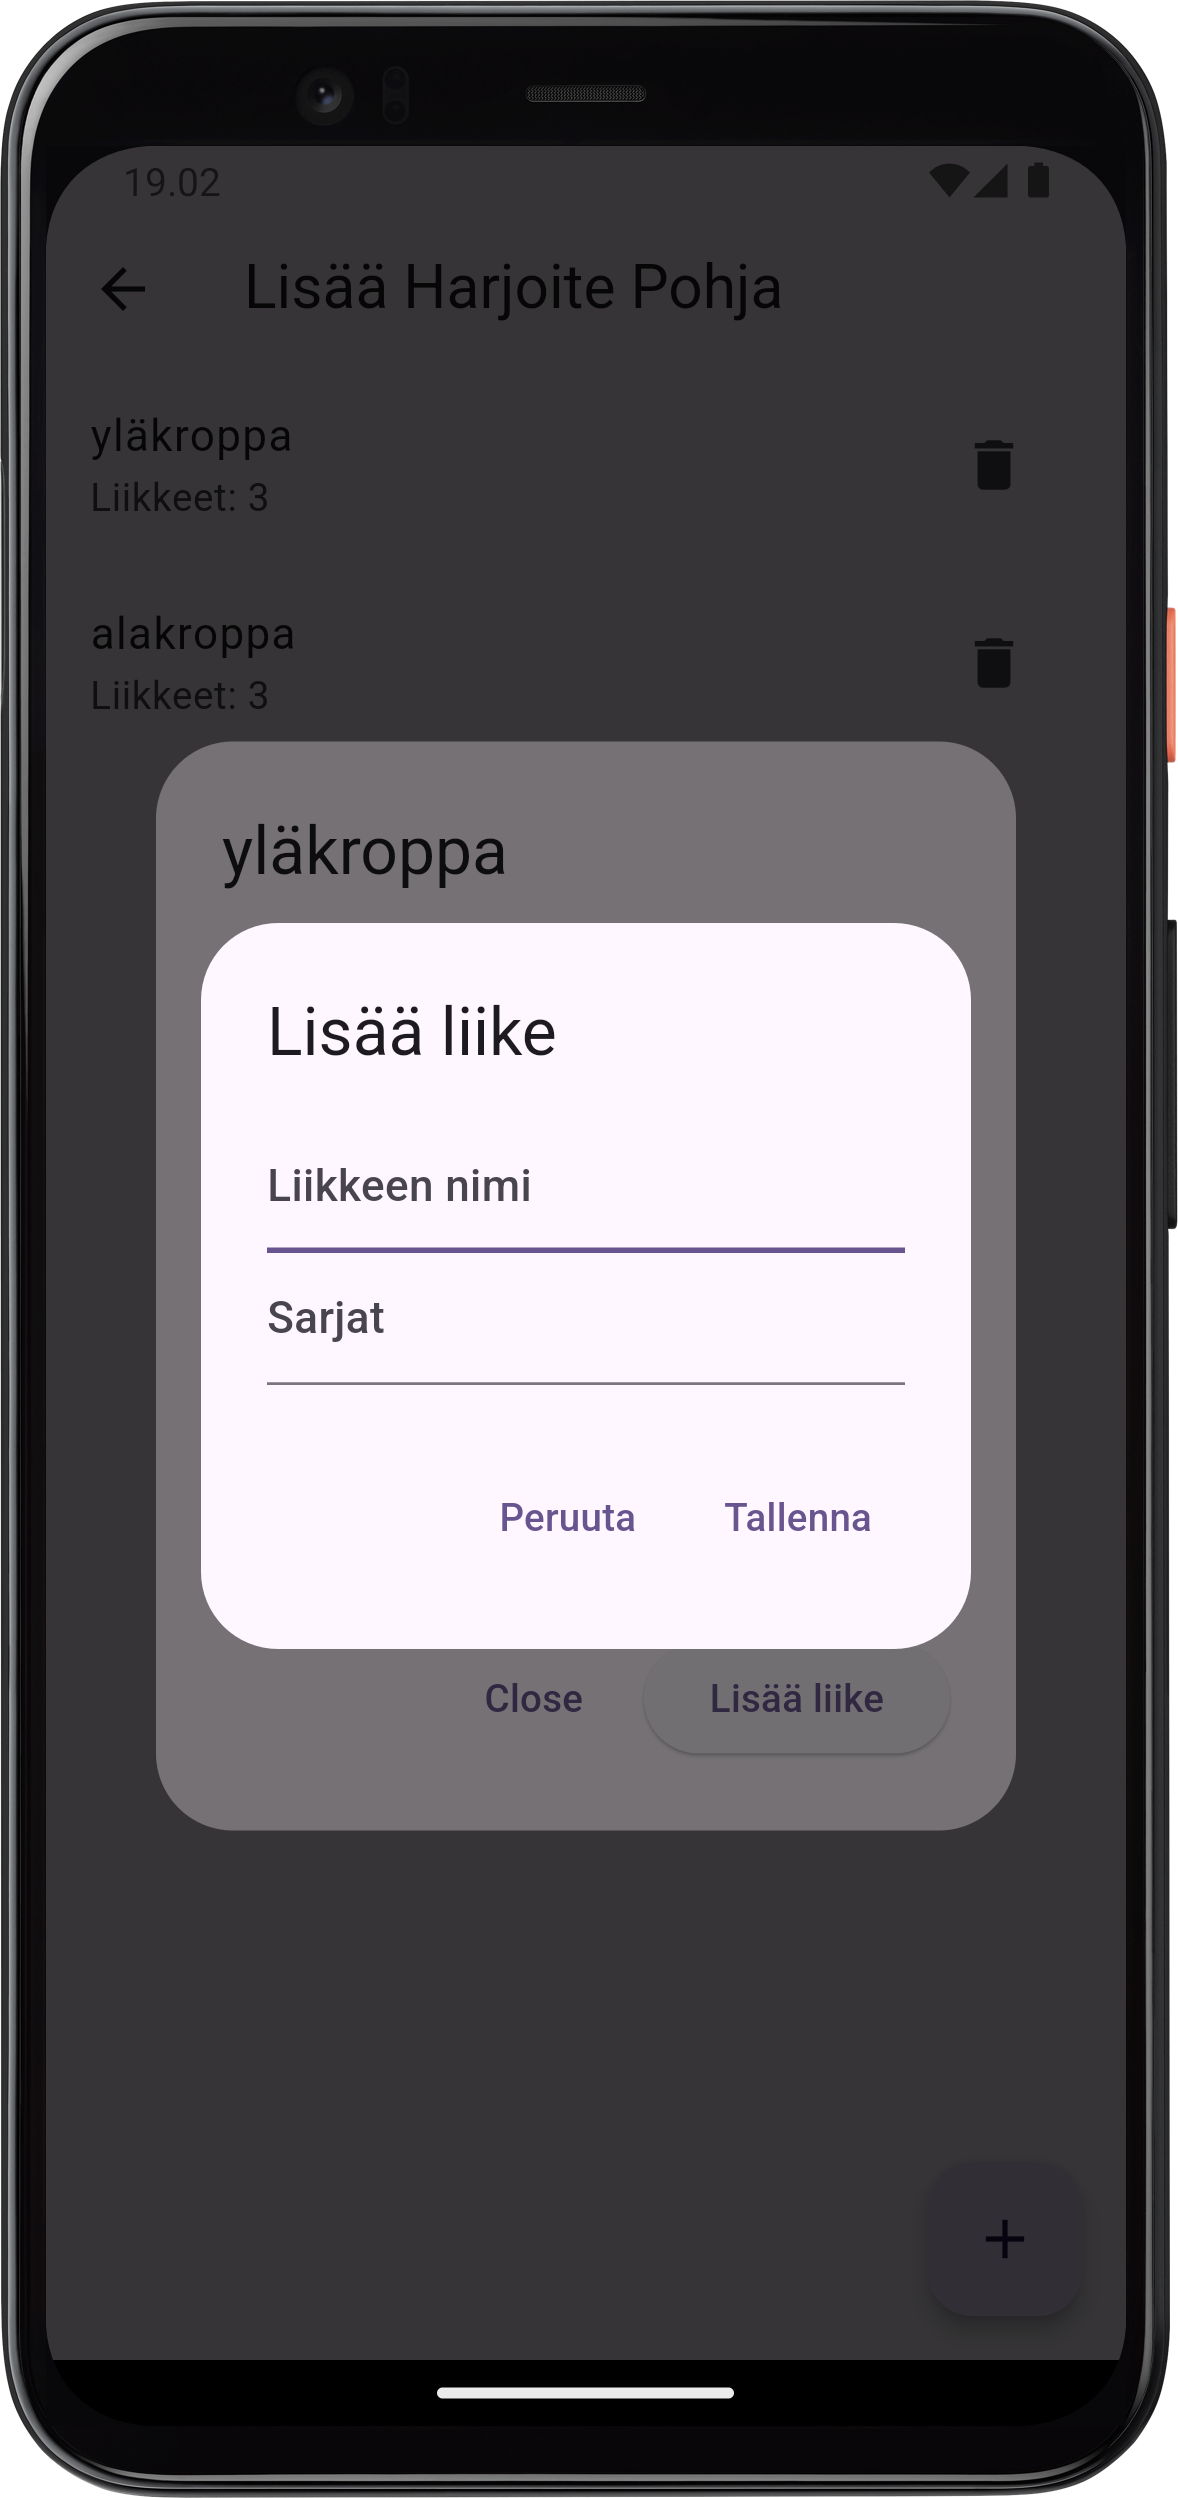 19.02
Lisää Harjoite Pohja
yläkroppa
Liikkeet: 3
alakroppa
Liikkeet: 3
yläkroppa
Lisää liike
Liikkeen nimi
Sarjat
Peruuta Tallenna
Close Lisää liike